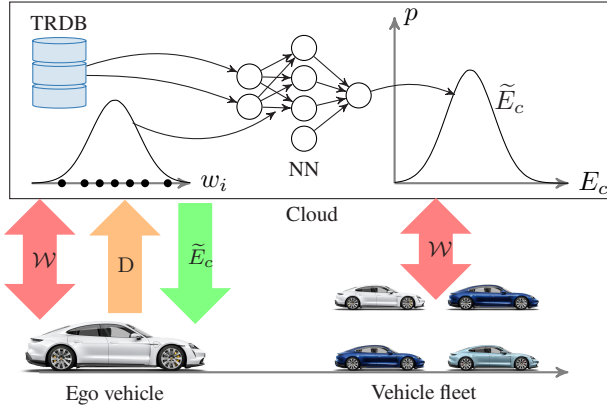 TRDB
p
Ẽ_c
NN
w_i
E_c
Cloud
𝒲
D
Ẽ_c
𝒲
Ego vehicle
Vehicle fleet